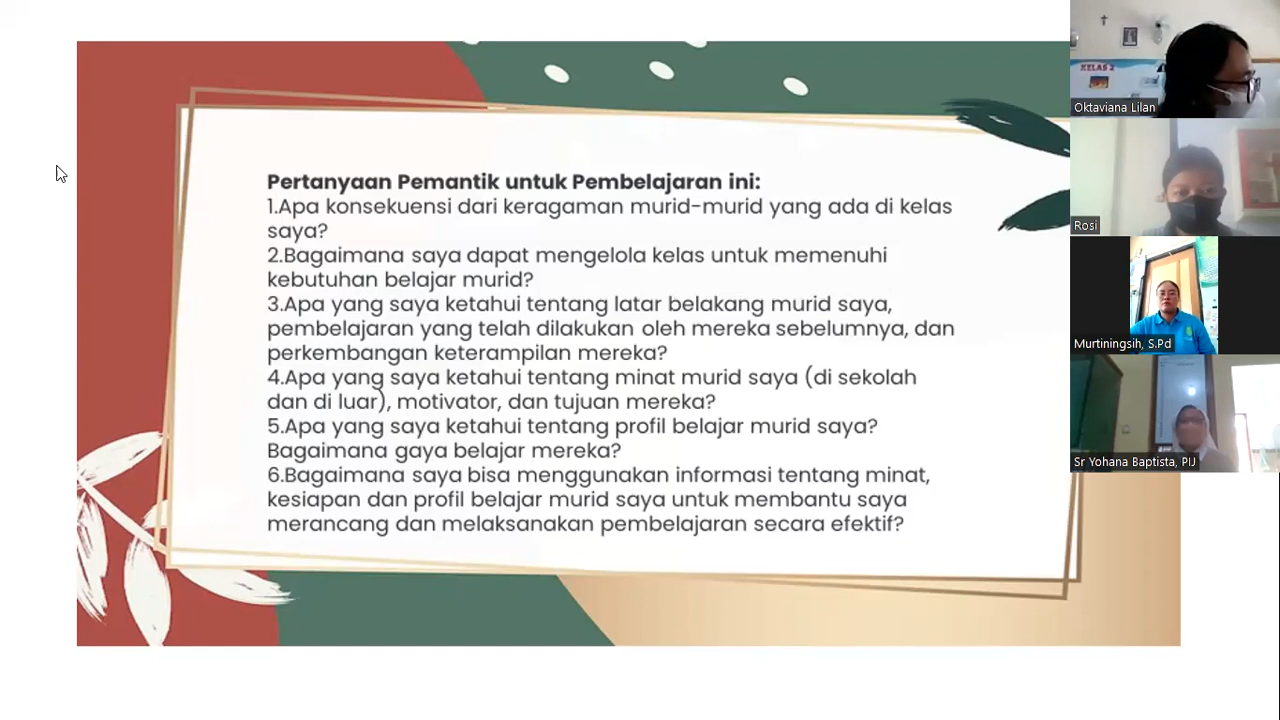 Pertanyaan Pemantik untuk Pembelajaran ini:
1.Apa konsekuensi dari keragaman murid-murid yang ada di kelas
saya?
2.Bagaimana saya dapat mengelola kelas untuk memenuhi
kebutuhan belajar murid?
3.Apa yang saya ketahui tentang latar belakang murid saya,
pembelajaran yang telah dilakukan oleh mereka sebelumnya, dan
perkembangan keterampilan mereka?
4.Apa yang saya ketahui tentang minat murid saya (di sekolah
dan di luar), motivator, dan tujuan mereka?
5.Apa yang saya ketahui tentang profil belajar murid saya?
Bagaimana gaya belajar mereka?
6.Bagaimana saya bisa menggunakan informasi tentang minat,
kesiapan dan profil belajar murid saya untuk membantu saya
merancang dan melaksanakan pembelajaran secara efektif?
KELAS 2
Oktaviana Lilan
Rosi
Murtiningsih, S.Pd
Sr Yohana Baptista, PIJ